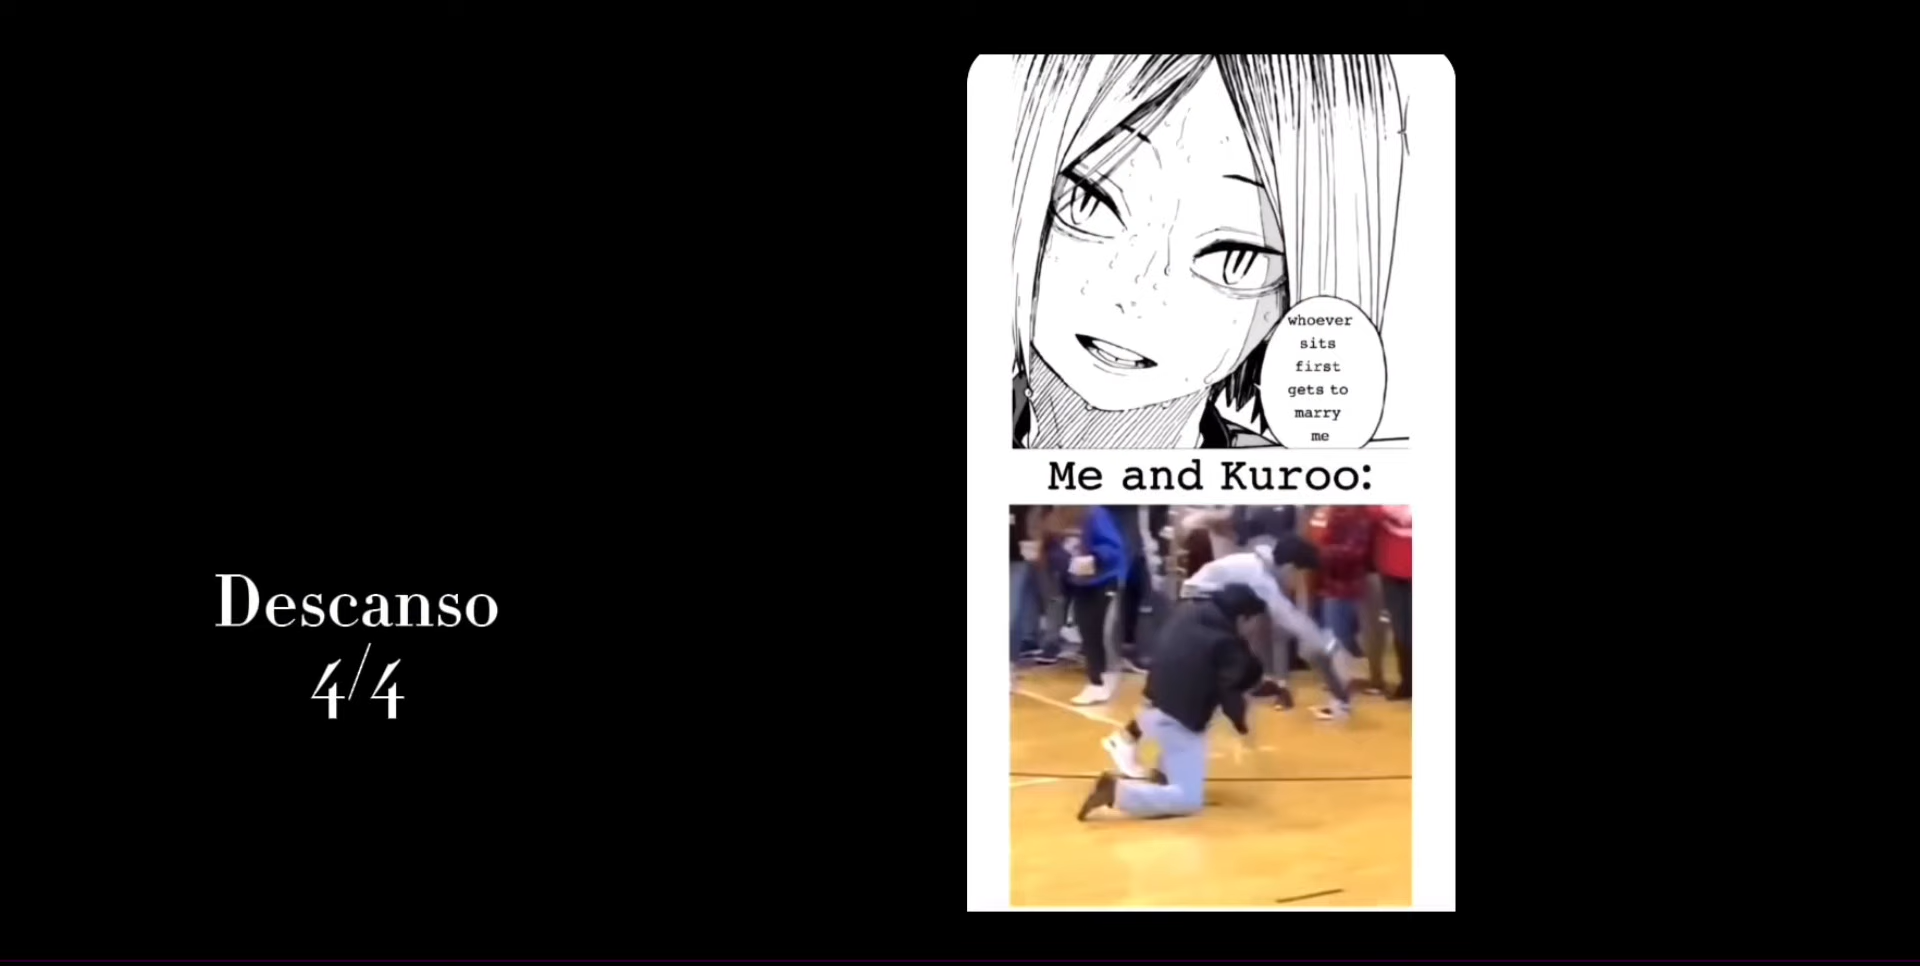 Descanso
4/4
whoever
sits
first
gets to
marry
me
Me and Kuroo: